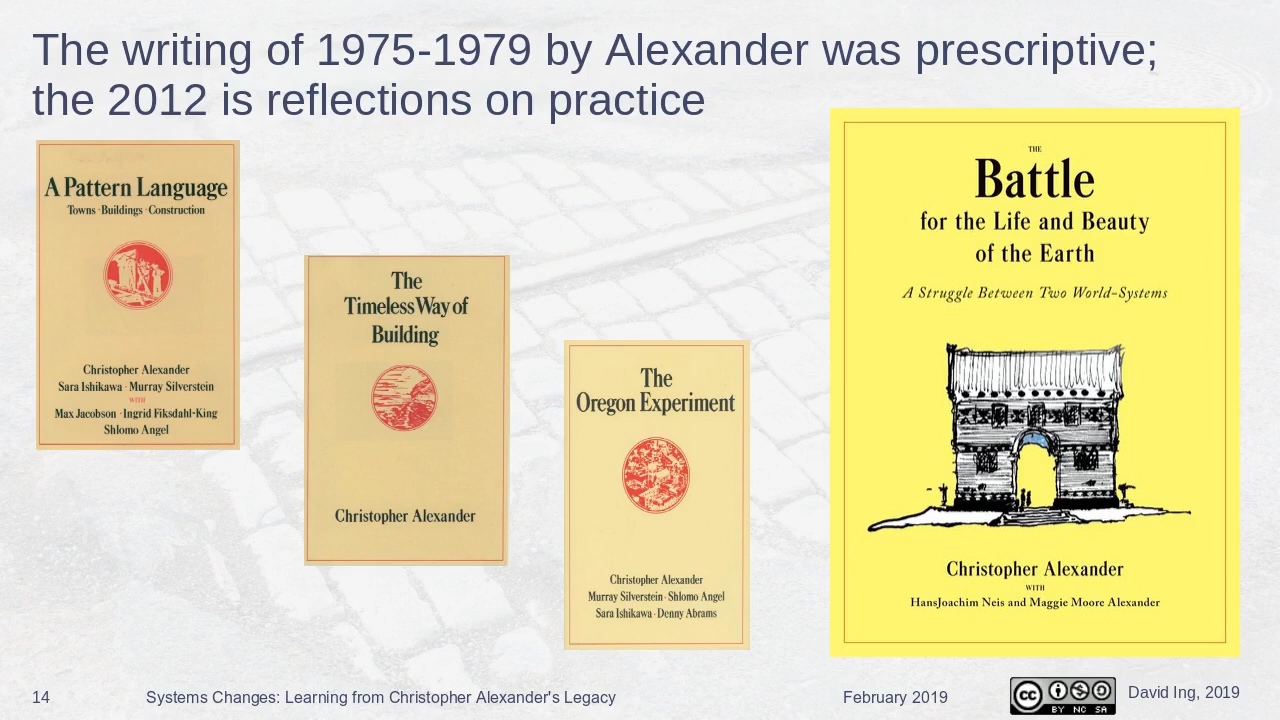 The writing of 1975-1979 by Alexander was prescriptive;
the 2012 is reflections on practice
A Pattern Language
Towns · Buildings · Construction
Christopher Alexander
Sara Ishikawa · Murray Silverstein
WITH
Max Jacobson · Ingrid Fiksdahl-King
Shlomo Angel
The
Timeless Way of
Building
Christopher Alexander
The
Oregon Experiment
Christopher Alexander
Murray Silverstein · Shlomo Angel
Sara Ishikawa · Denny Abrams
THE
Battle
for the Life and Beauty
of the Earth
A Struggle Between Two World-Systems
Christopher Alexander
WITH
HansJoachim Neis and Maggie Moore Alexander
14
Systems Changes: Learning from Christopher Alexander's Legacy
February 2019
cc
BY NC SA
David Ing, 2019